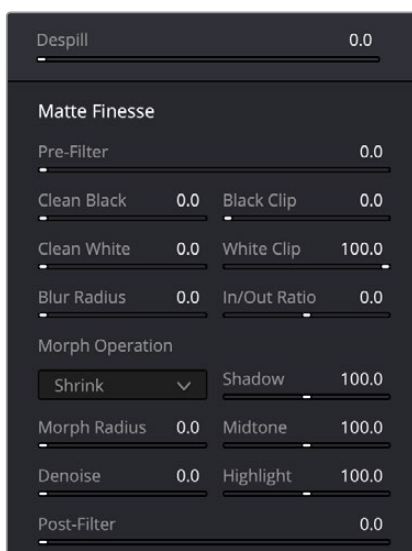 Despill 0.0
Matte Finesse
Pre-Filter 0.0
Clean Black 0.0 Black Clip 0.0
Clean White 0.0 White Clip 100.0
Blur Radius 0.0 In/Out Ratio 0.0
Morph Operation
Shrink Shadow 100.0
Morph Radius 0.0 Midtone 100.0
Denoise 0.0 Highlight 100.0
Post-Filter 0.0